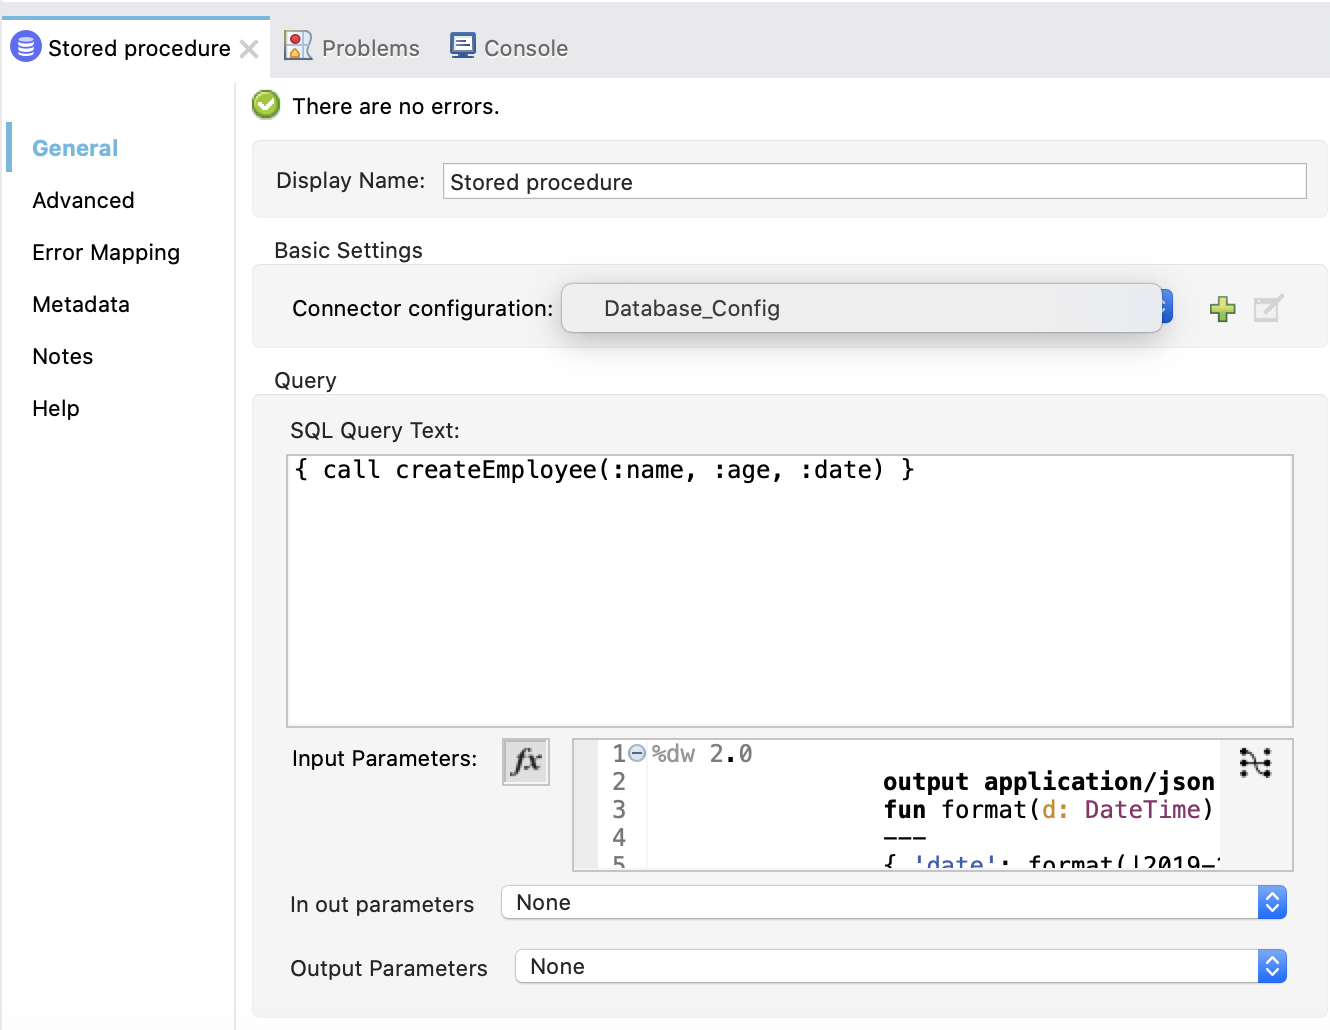 Stored procedure
Problems
Console
There are no errors.
General
Advanced
Error Mapping
Metadata
Notes
Help
Display Name: Stored procedure
Basic Settings
Connector configuration: Database_Config
Query
SQL Query Text:
{ call createEmployee(:name, :age, :date) }
Input Parameters: fx
1 %dw 2.0
2 output application/json
3 fun format(d: DateTime)
4 ---
5 { 'date': format(|2019-
In out parameters None
Output Parameters None